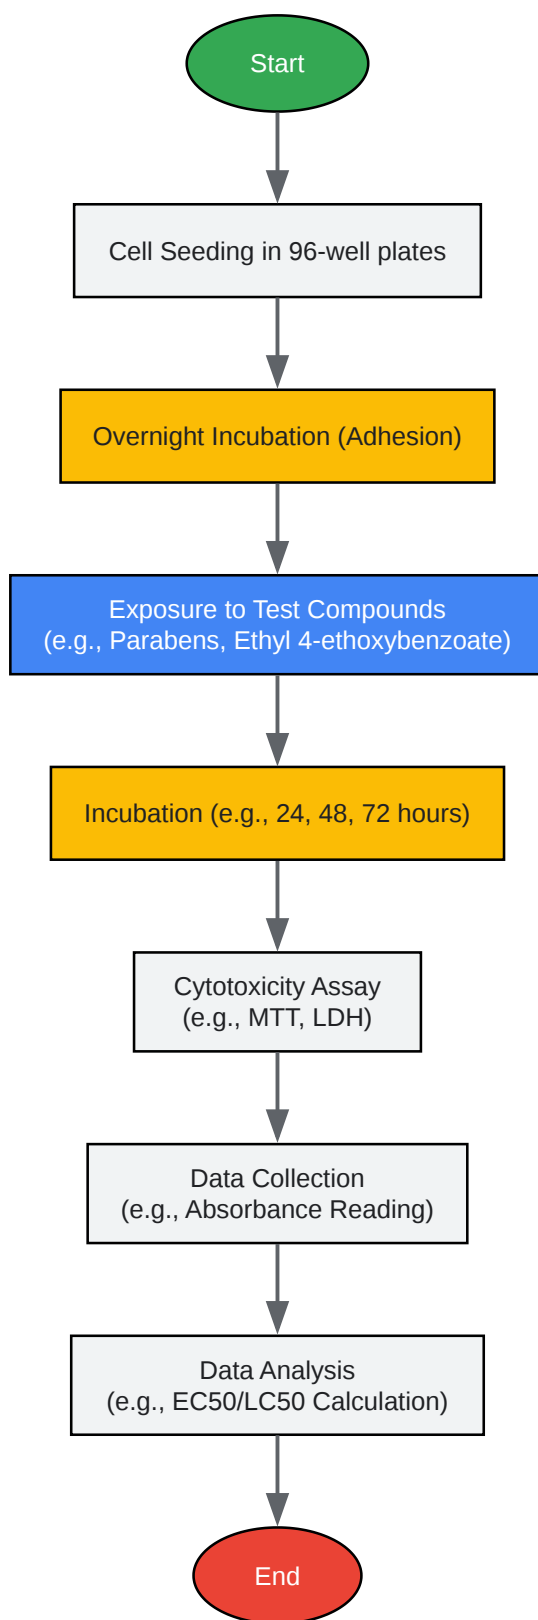 Start
Cell Seeding in 96-well plates
Overnight Incubation (Adhesion)
Exposure to Test Compounds
(e.g., Parabens, Ethyl 4-ethoxybenzoate)
Incubation (e.g., 24, 48, 72 hours)
Cytotoxicity Assay
(e.g., MTT, LDH)
Data Collection
(e.g., Absorbance Reading)
Data Analysis
(e.g., EC50/LC50 Calculation)
End